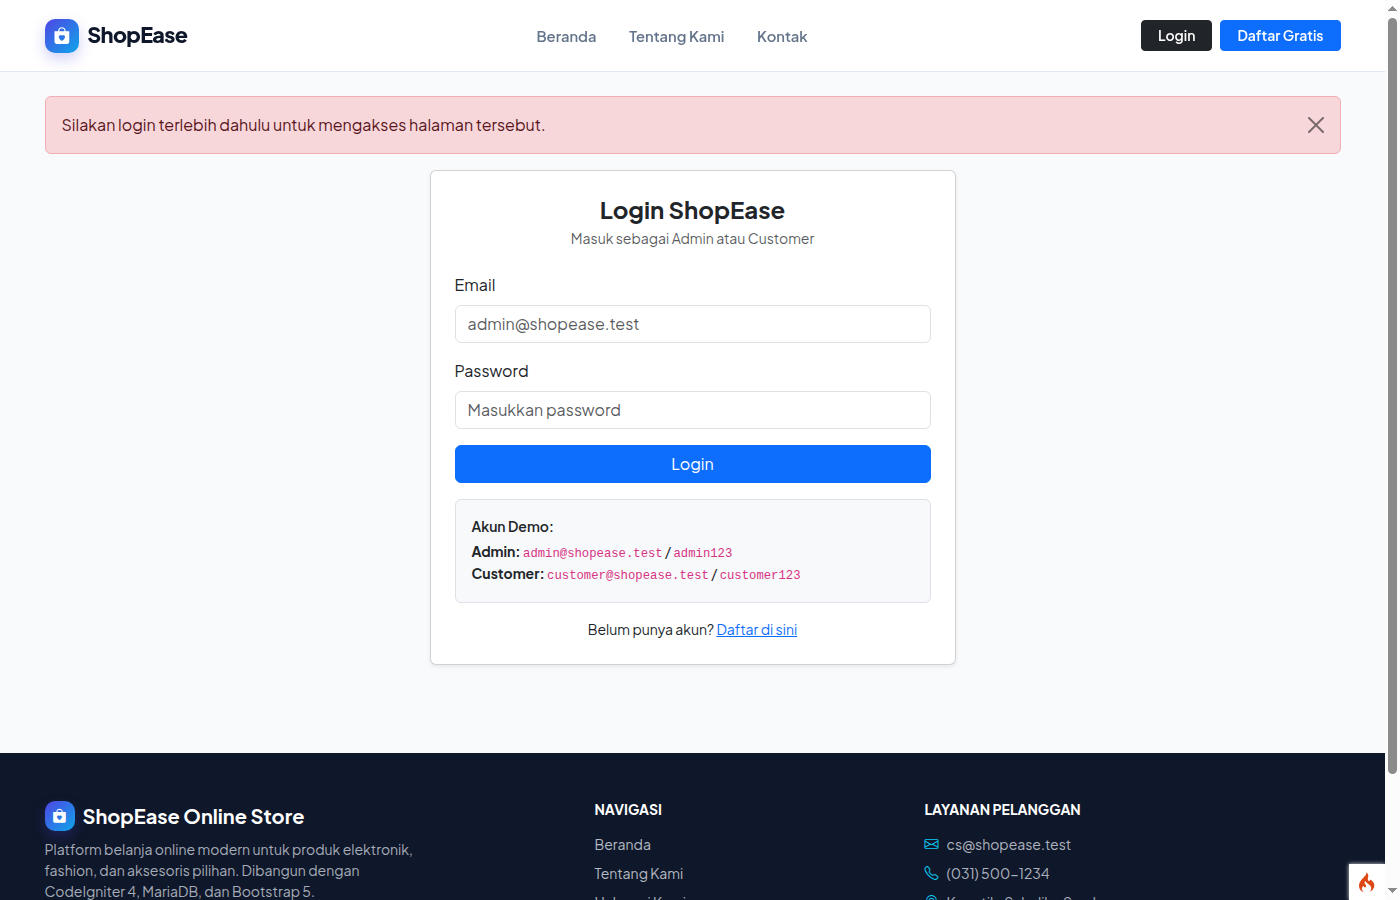 ShopEase
Beranda
Tentang Kami
Kontak
Login
Daftar Gratis
Silakan login terlebih dahulu untuk mengakses halaman tersebut.
Login ShopEase
Masuk sebagai Admin atau Customer
Email
admin@shopease.test
Password
Masukkan password
Login
Akun Demo:
Admin: admin@shopease.test / admin123
Customer: customer@shopease.test / customer123
Belum punya akun? Daftar di sini
ShopEase Online Store
Platform belanja online modern untuk produk elektronik,
fashion, dan aksesoris pilihan. Dibangun dengan
CodeIgniter 4, MariaDB, dan Bootstrap 5.
NAVIGASI
Beranda
Tentang Kami
LAYANAN PELANGGAN
cs@shopease.test
(031) 500-1234